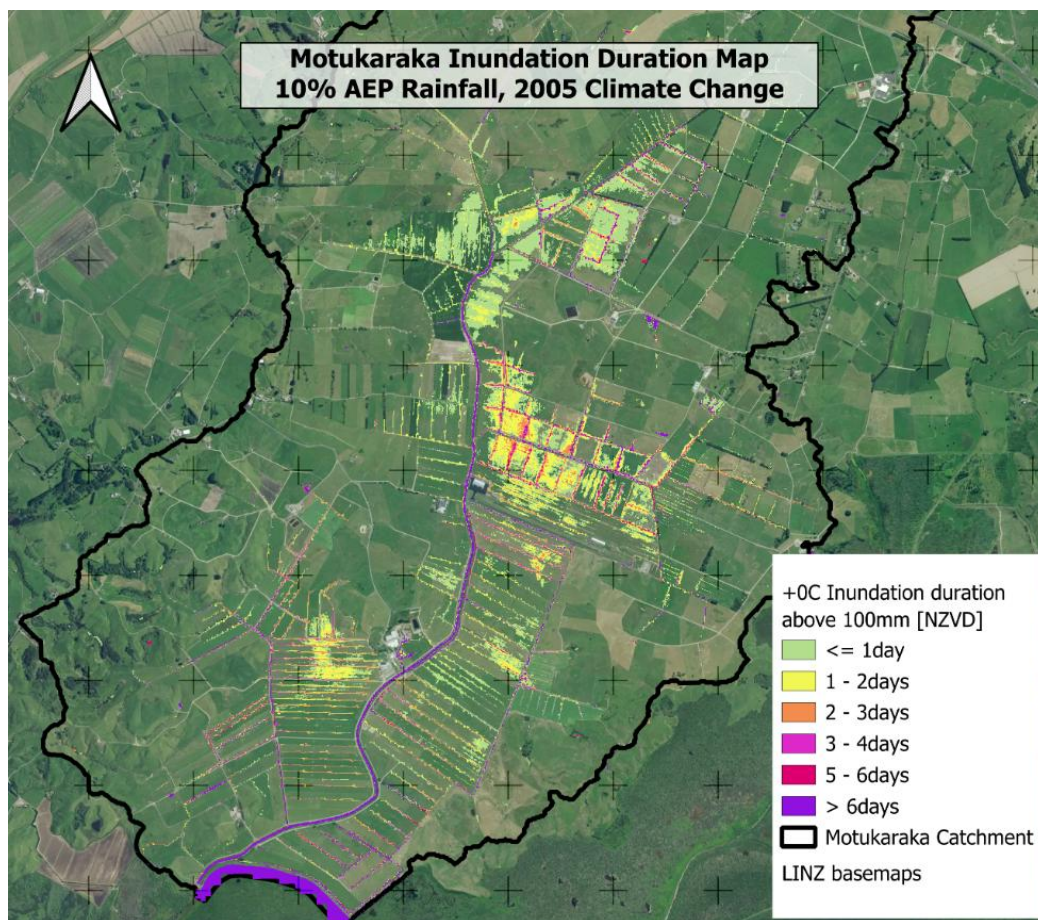 Motukaraka Inundation Duration Map
10% AEP Rainfall, 2005 Climate Change
+0C Inundation duration
above 100mm [NZVD]
<= 1day
1 - 2days
2 - 3days
3 - 4days
5 - 6days
> 6days
Motukaraka Catchment
LINZ basemaps